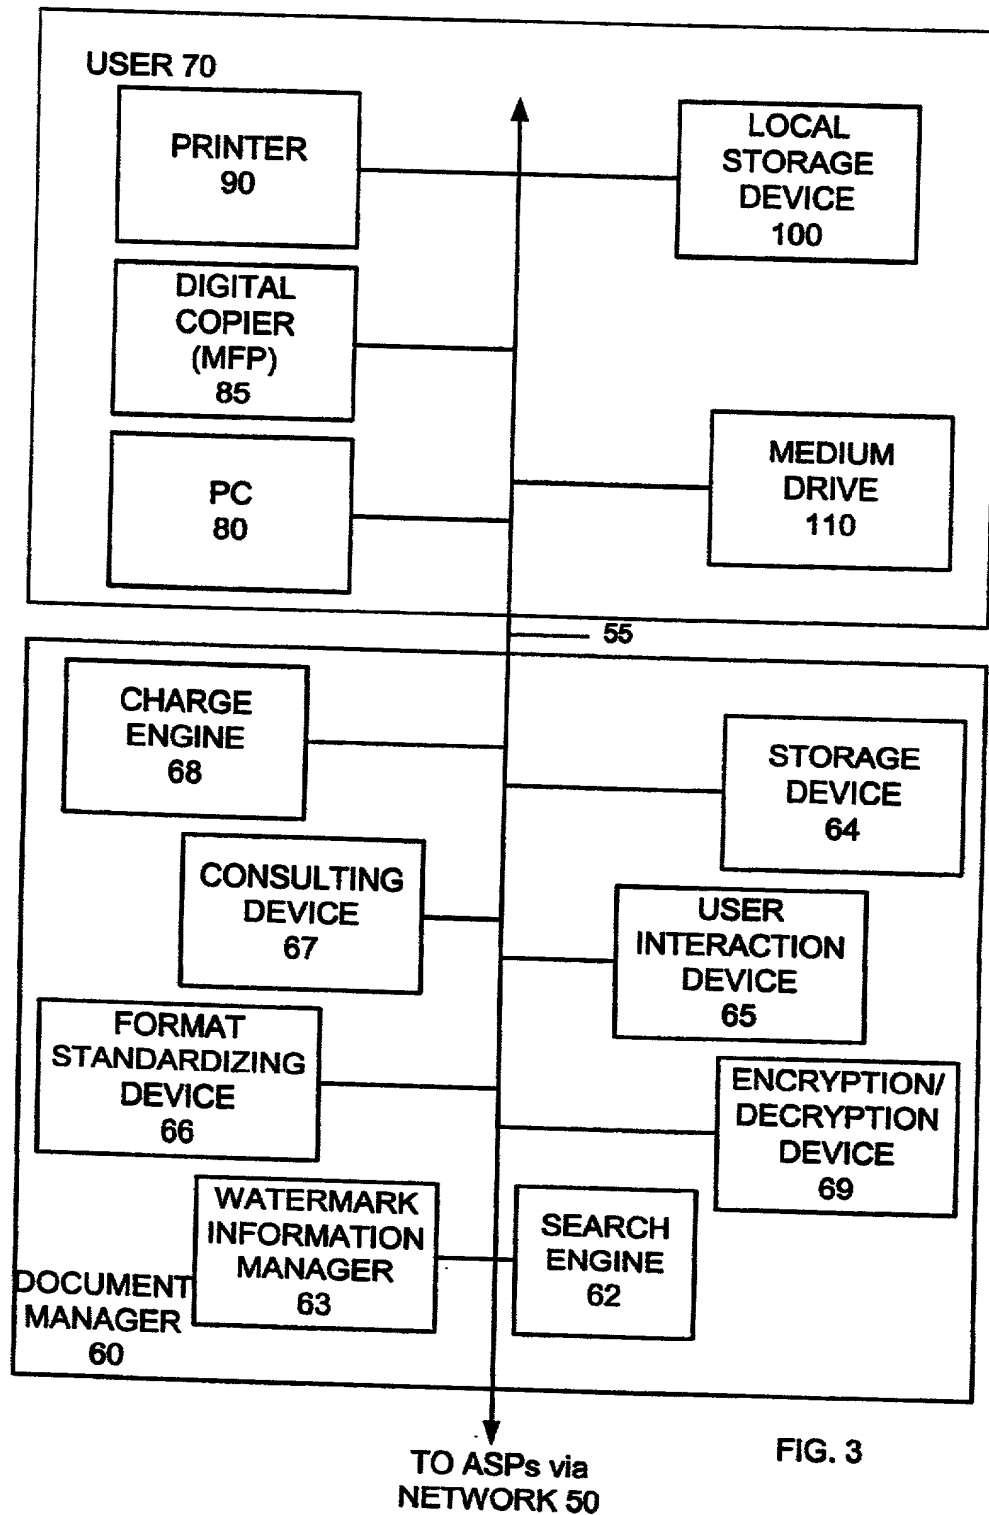 USER 70
PRINTER
90
LOCAL
STORAGE
DEVICE
100
DIGITAL
COPIER
(MFP)
85
PC
80
MEDIUM
DRIVE
110
55
CHARGE
ENGINE
68
STORAGE
DEVICE
64
CONSULTING
DEVICE
67
USER
INTERACTION
DEVICE
65
FORMAT
STANDARDIZING
DEVICE
66
ENCRYPTION/
DECRYPTION
DEVICE
69
WATERMARK
INFORMATION
MANAGER
63
SEARCH
ENGINE
62
DOCUMENT
MANAGER
60
TO ASPs via
NETWORK 50
FIG. 3